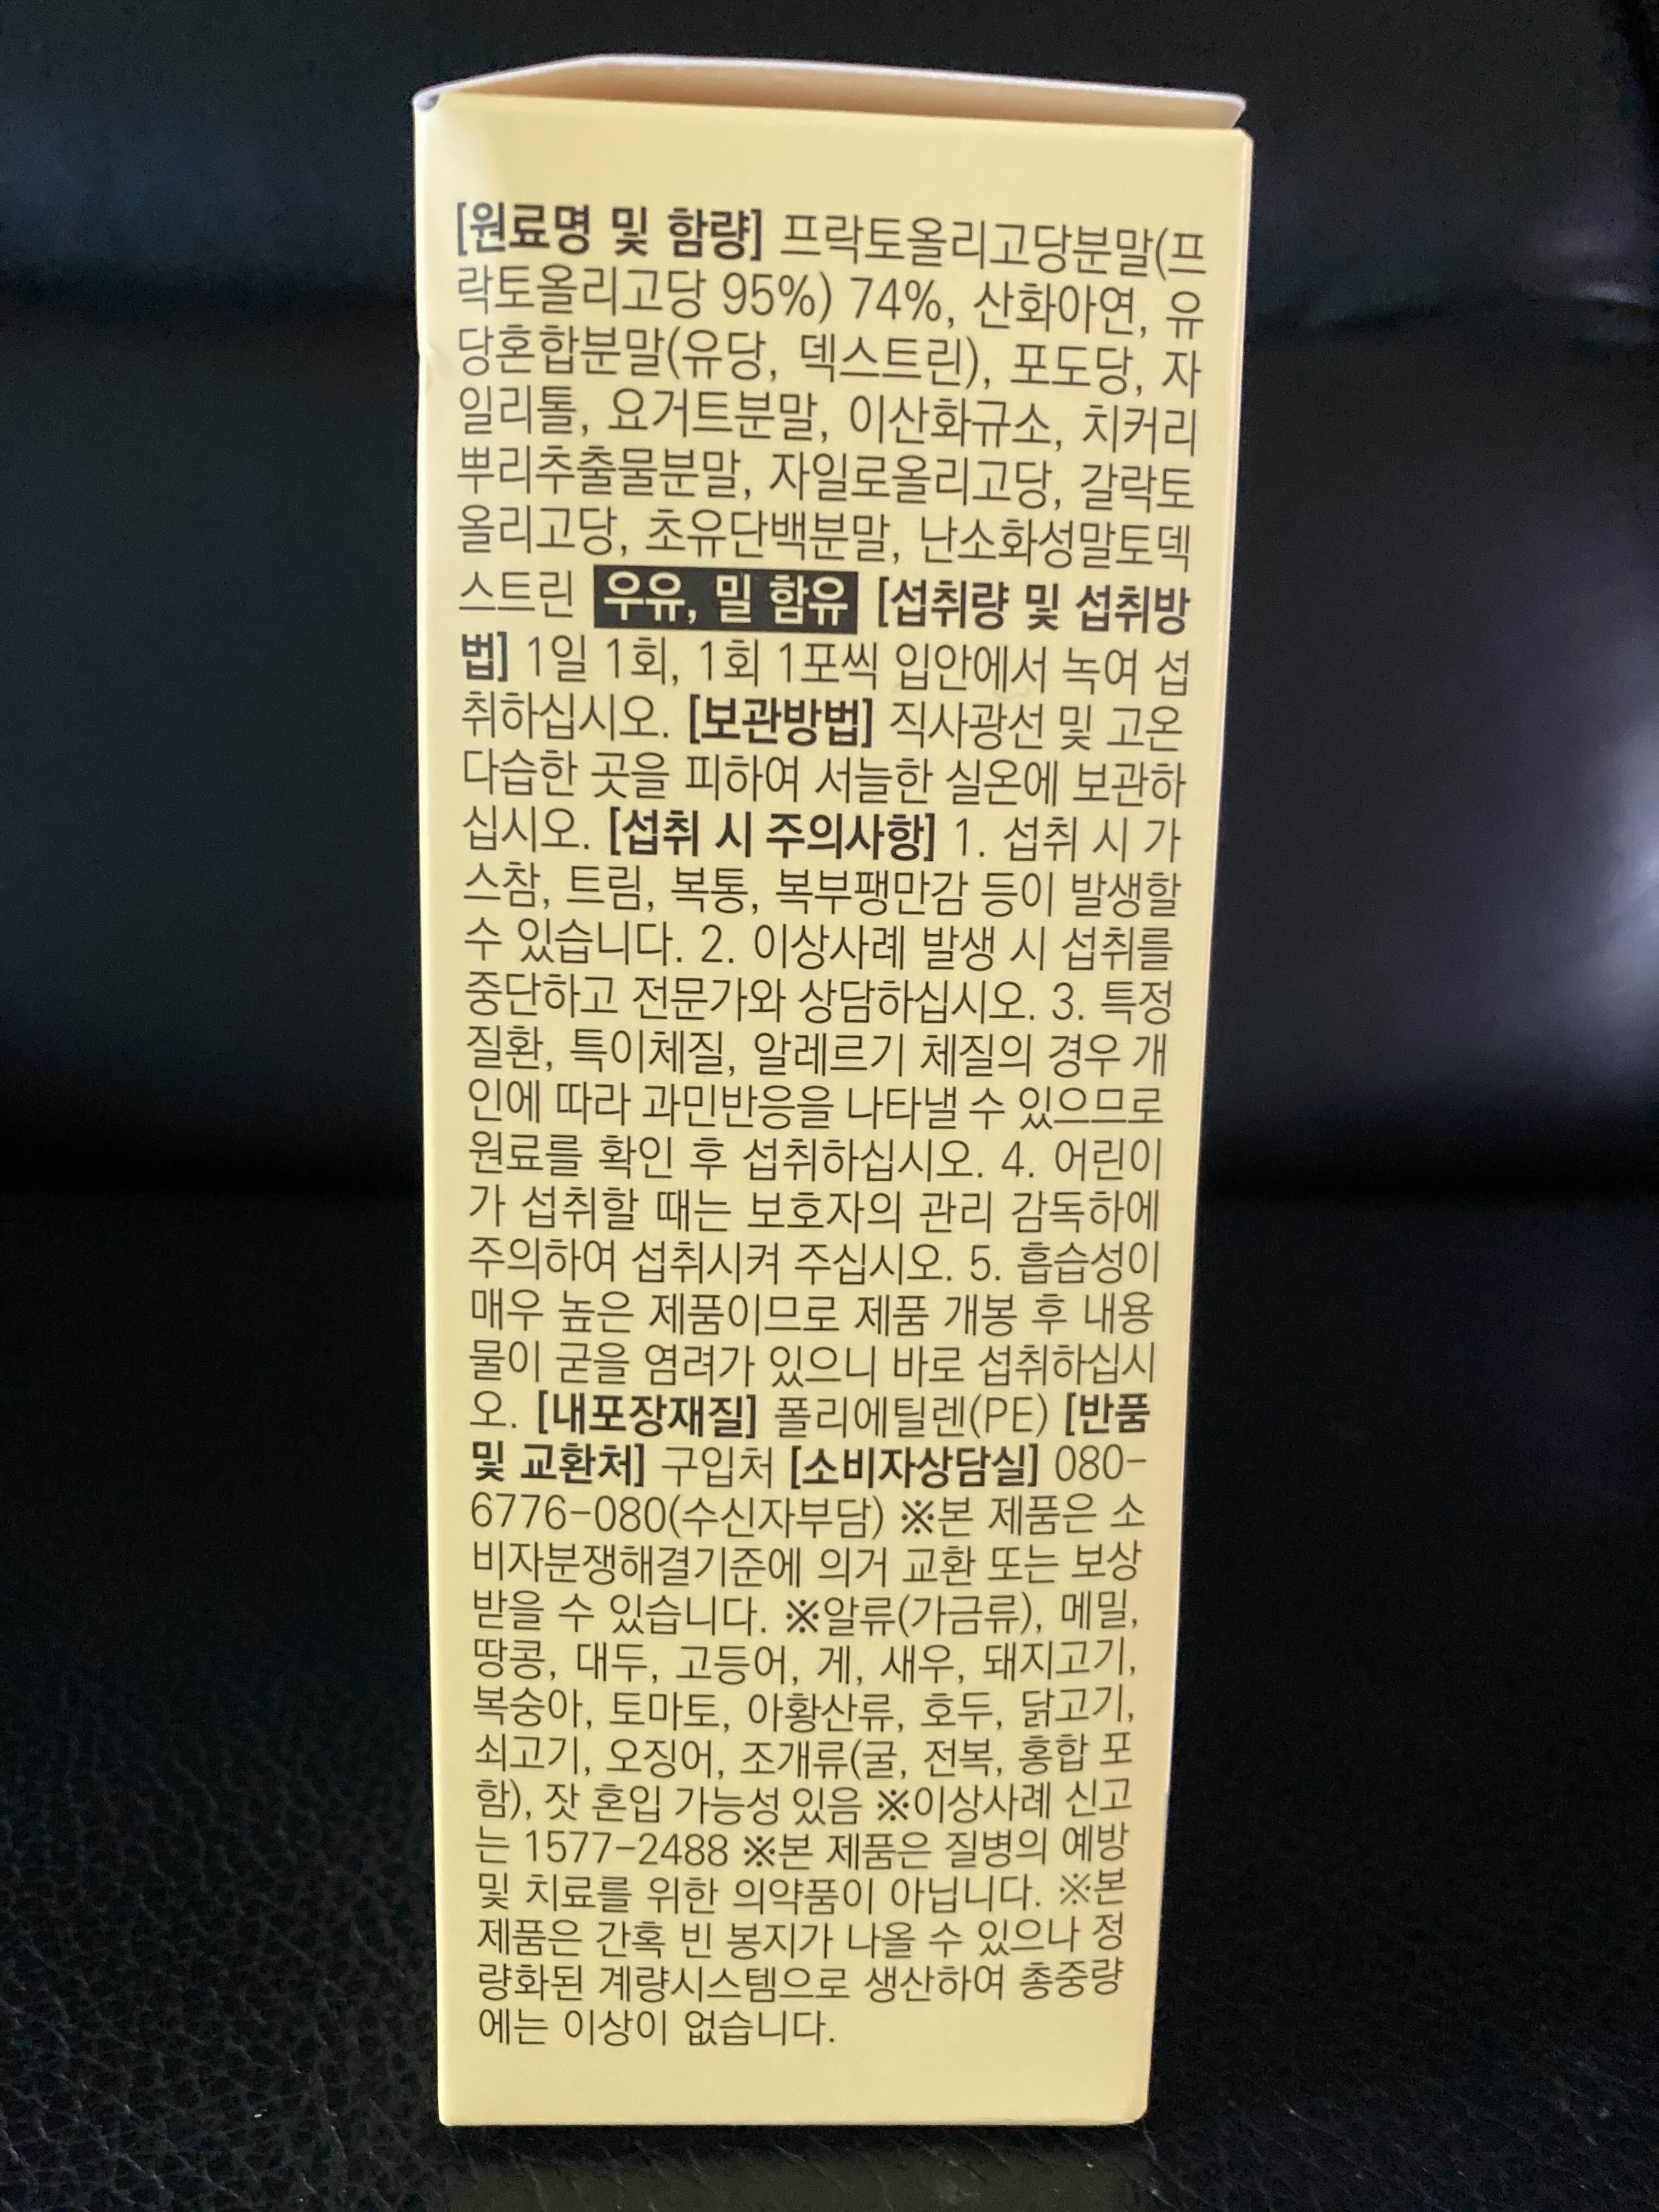 [원료명 및 함량] 프락토올리고당분말(프
락토올리고당 95%) 74%, 산화아연, 유
당혼합분말(유당, 덱스트린), 포도당, 자
일리톨, 요거트분말, 이산화규소, 치커리
뿌리추출물분말, 자일로올리고당, 갈락토
올리고당, 초유단백분말, 난소화성말토덱
스트린 우유, 밀 함유 [섭취량 및 섭취방
법] 1일 1회, 1회 1포씩 입안에서 녹여 섭
취하십시오. [보관방법] 직사광선 및 고온
다습한 곳을 피하여 서늘한 실온에 보관하
십시오. [섭취 시 주의사항] 1. 섭취 시 가
스참, 트림, 복통, 복부팽만감 등이 발생할
수 있습니다. 2. 이상사례 발생 시 섭취를
중단하고 전문가와 상담하십시오. 3. 특정
질환, 특이체질, 알레르기 체질의 경우 개
인에 따라 과민반응을 나타낼 수 있으므로
원료를 확인 후 섭취하십시오. 4. 어린이
가 섭취할 때는 보호자의 관리 감독하에
주의하여 섭취시켜 주십시오. 5. 흡습성이
매우 높은 제품이므로 제품 개봉 후 내용
물이 굳을 염려가 있으니 바로 섭취하십시
오. [내포장재질] 폴리에틸렌(PE) [반품
및 교환처] 구입처 [소비자상담실] 080-
6776-080(수신자부담) ※본 제품은 소
비자분쟁해결기준에 의거 교환 또는 보상
받을 수 있습니다. ※알류(가금류), 메밀,
땅콩, 대두, 고등어, 게, 새우, 돼지고기,
복숭아, 토마토, 아황산류, 호두, 닭고기,
쇠고기, 오징어, 조개류(굴, 전복, 홍합 포
함), 잣 혼입 가능성 있음 ※이상사례 신고
는 1577-2488 ※본 제품은 질병의 예방
및 치료를 위한 의약품이 아닙니다. ※본
제품은 간혹 빈 봉지가 나올 수 있으나 정
량화된 계량시스템으로 생산하여 총중량
에는 이상이 없습니다.